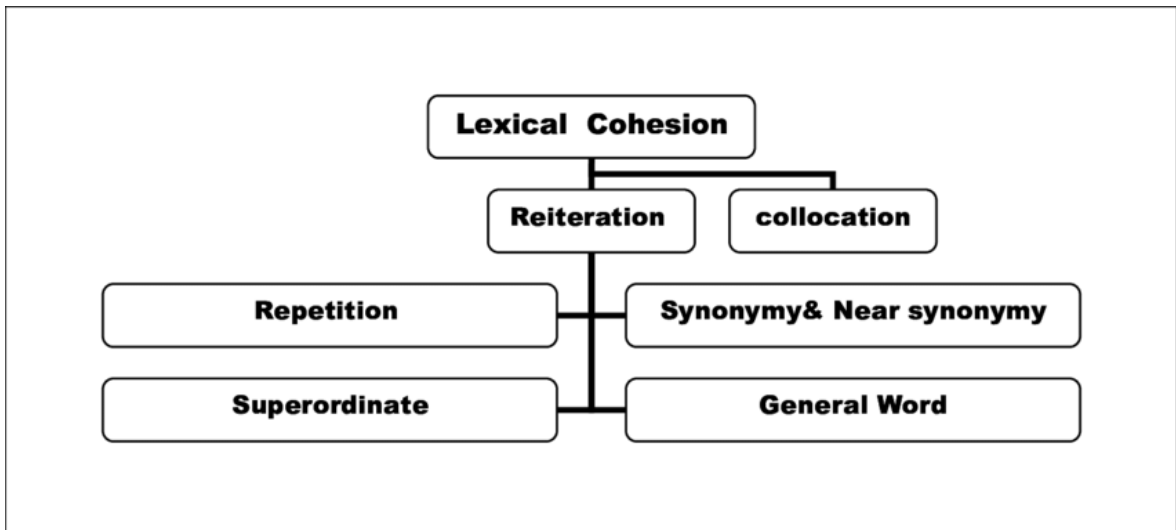 Lexical  Cohesion
Reiteration
collocation
Repetition
Synonymy& Near synonymy
Superordinate
General Word